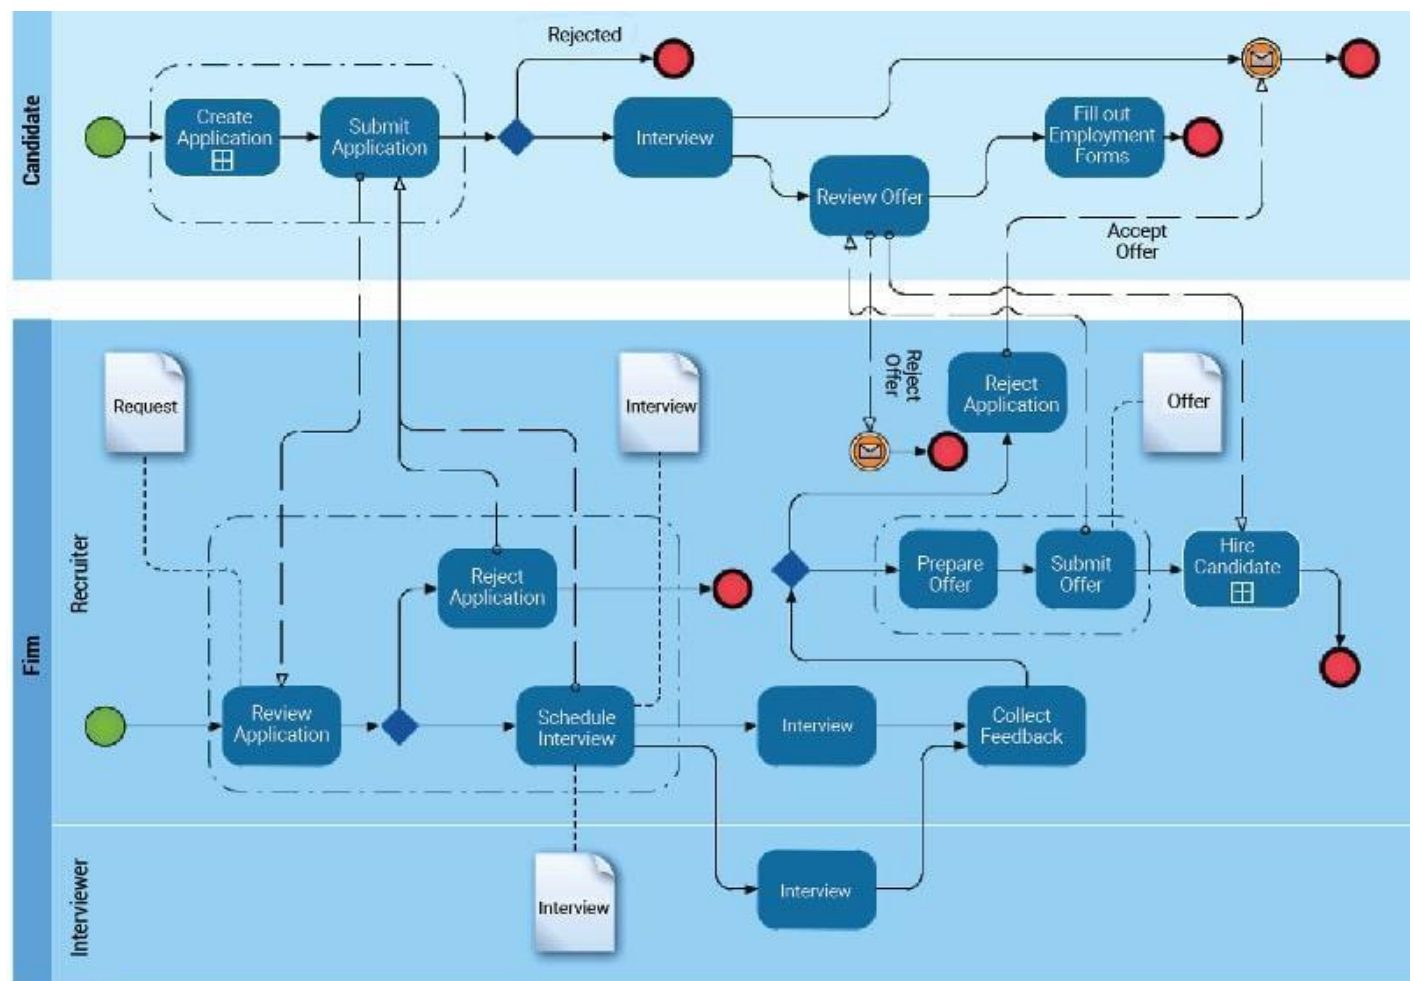 Candidate
Rejected
Create
Application
Submit
Application
Interview
Fill out
Employment
Forms
Review Offer
Accept
Offer
Firm
Recruiter
Request
Interview
Reject
Offer
Reject
Application
Offer
Reject
Application
Prepare
Offer
Submit
Offer
Hire
Candidate
Review
Application
Schedule
Interview
Interview
Collect
Feedback
Interviewer
Interview
Interview